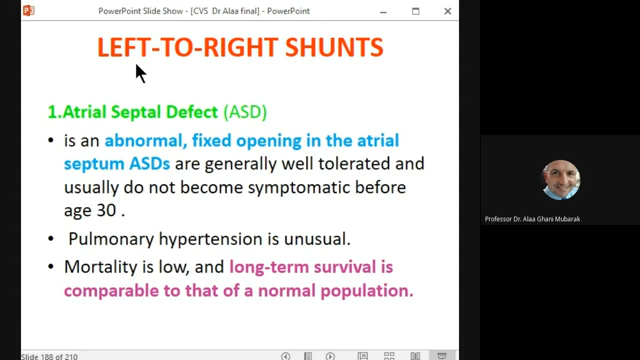 PowerPoint Slide Show - [CVS Dr Alaa final] - PowerPoint
LEFT-TO-RIGHT SHUNTS
1.Atrial Septal Defect (ASD)
• is an abnormal, fixed opening in the atrial
septum ASDs are generally well tolerated and
usually do not become symptomatic before
age 30 .
• Pulmonary hypertension is unusual.
• Mortality is low, and long-term survival is
comparable to that of a normal population.
Professor Dr. Alaa Ghani Mubarak
Slide 188 of 210